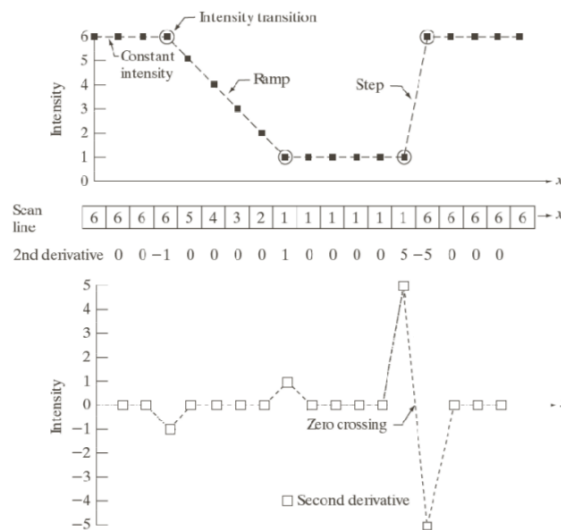 Intensity transition
6
Constant
intensity
5
4
3
2
1
0
Intensity
Ramp
Step
x
Scan
line
6 6 6 6 5 4 3 2 1 1 1 1 1 1 6 6 6 6 6
x
2nd derivative 0 0 −1 0 0 0 0 1 0 0 0 0 5 −5 0 0 0
5
4
3
2
1
0
−1
−2
−3
−4
−5
Intensity
Zero crossing
Second derivative